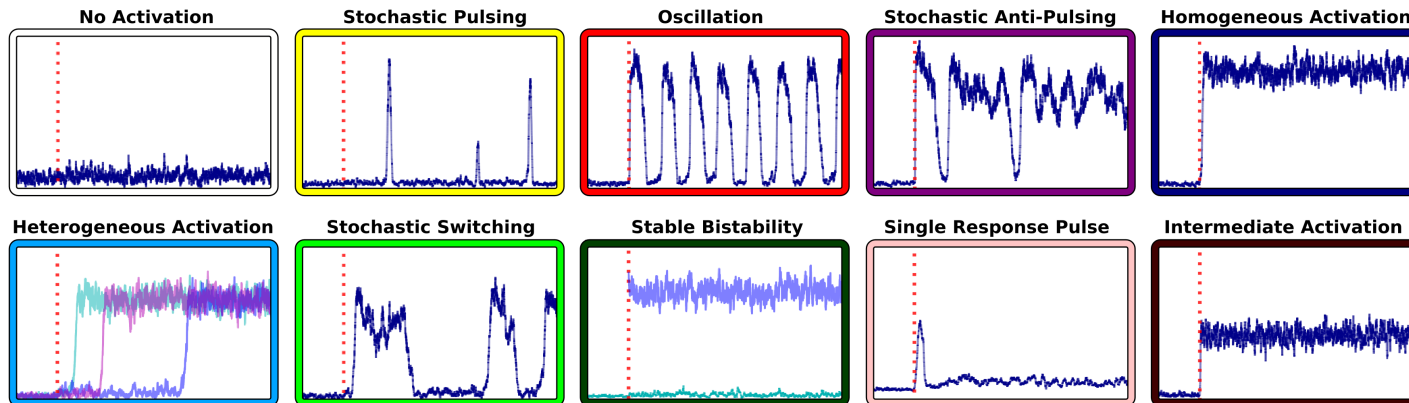 No Activation
Stochastic Pulsing
Oscillation
Stochastic Anti-Pulsing
Homogeneous Activation
Heterogeneous Activation
Stochastic Switching
Stable Bistability
Single Response Pulse
Intermediate Activation